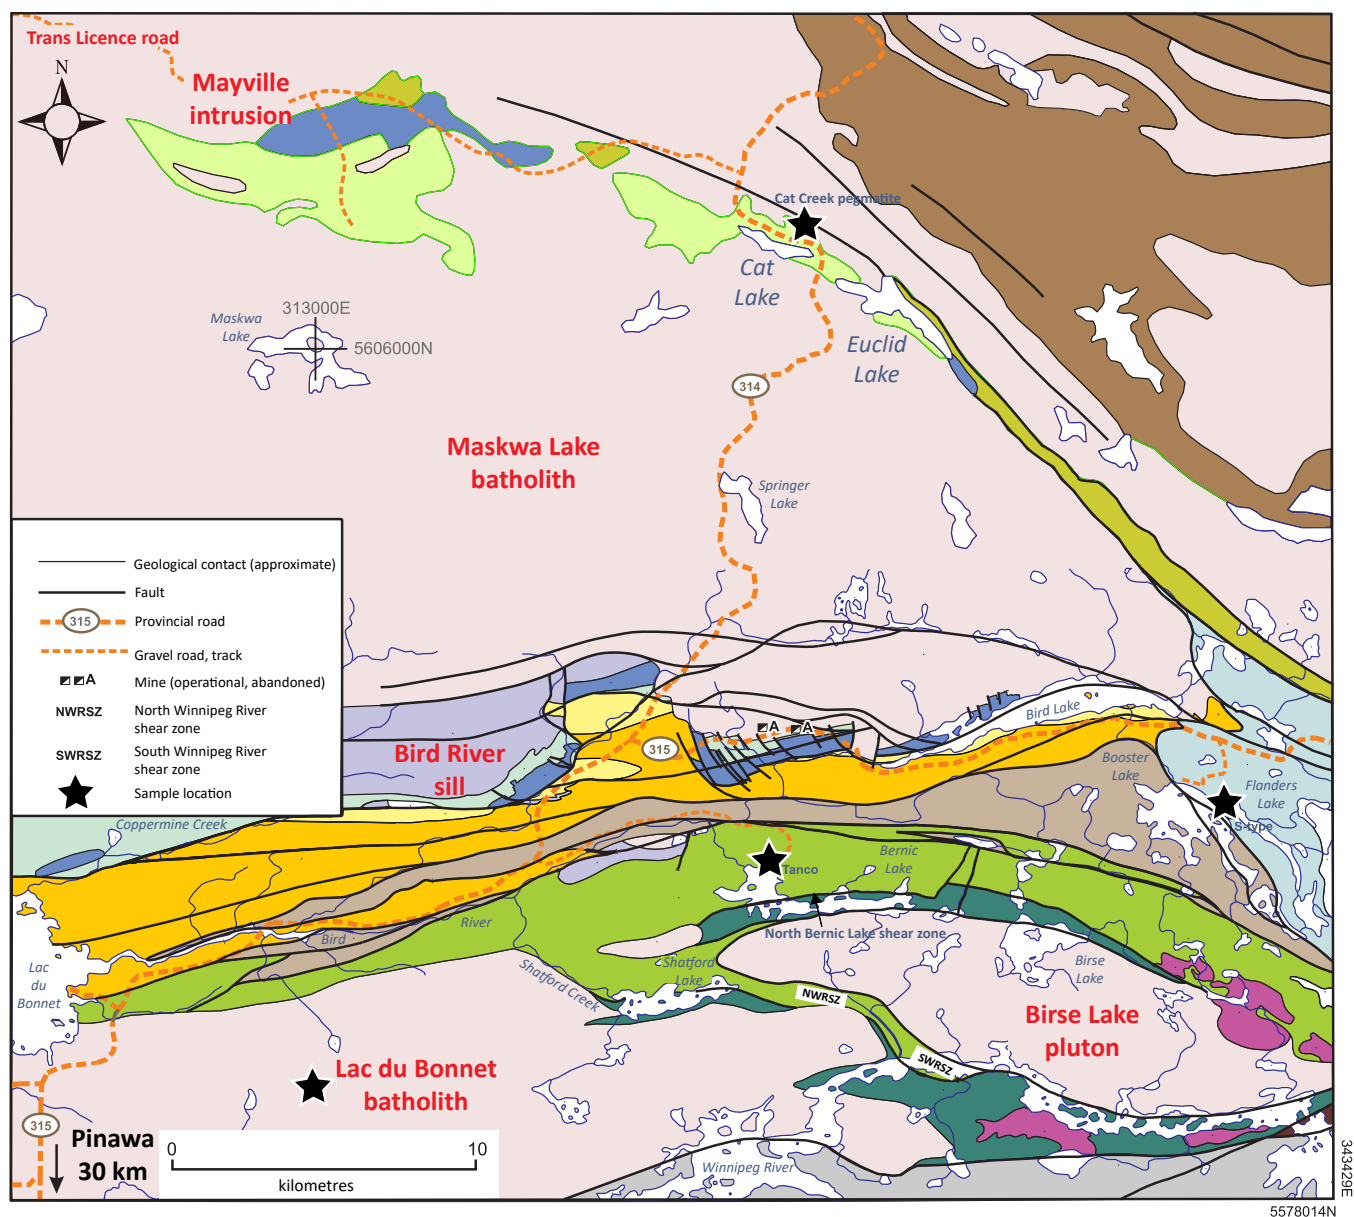 Trans Licence road
N
Mayville
intrusion
Cat Creek pegmatite
Cat
Lake
313000E
Maskwa
Lake
5606000N
Euclid
Lake
314
Maskwa Lake
batholith
Springer
Lake
Geological contact (approximate)
Fault
315
Provincial road
Gravel road, track
A
Mine (operational, abandoned)
NWRSZ
North Winnipeg River
shear zone
SWRSZ
South Winnipeg River
shear zone
Sample location
Bird Lake
A
A
315
Bird River
sill
Booster
Lake
Flanders
Lake
S-type
Coppermine Creek
Bernic
Lake
Tanco
River
Bird
North Bernic Lake shear zone
Lac
du
Bonnet
Shatford
Lake
Shatford Creek
Birse
Lake
NWRSZ
Birse Lake
pluton
SWRSZ
Lac du Bonnet
batholith
315
Pinawa
30 km
0
10
kilometres
Winnipeg River
343429E
5578014N